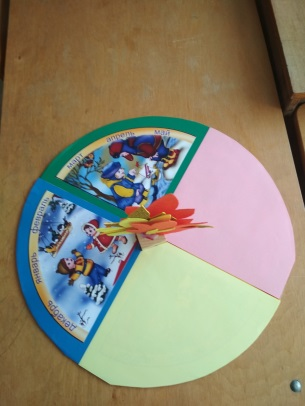 март апрель май
декабрь январь февраль